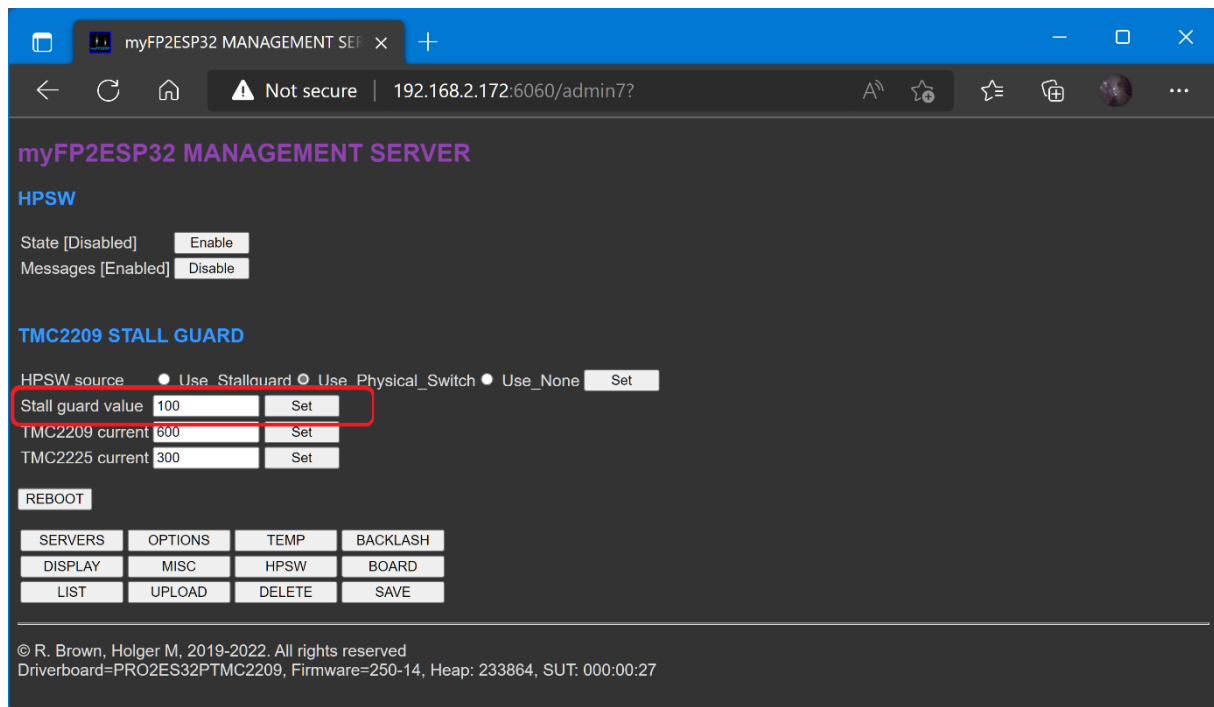 myFP2ESP32 MANAGEMENT SER
Not secure | 192.168.2.172:6060/admin7?
myFP2ESP32 MANAGEMENT SERVER
HPSW
State [Disabled] Enable
Messages [Enabled] Disable
TMC2209 STALL GUARD
HPSW source Use_Stallguard Use_Physical_Switch Use_None Set
Stall guard value 100 Set
TMC2209 current 600 Set
TMC2225 current 300 Set
REBOOT
SERVERS OPTIONS TEMP BACKLASH
DISPLAY MISC HPSW BOARD
LIST UPLOAD DELETE SAVE
© R. Brown, Holger M, 2019-2022. All rights reserved
Driverboard=PRO2ES32PTMC2209, Firmware=250-14, Heap: 233864, SUT: 000:00:27